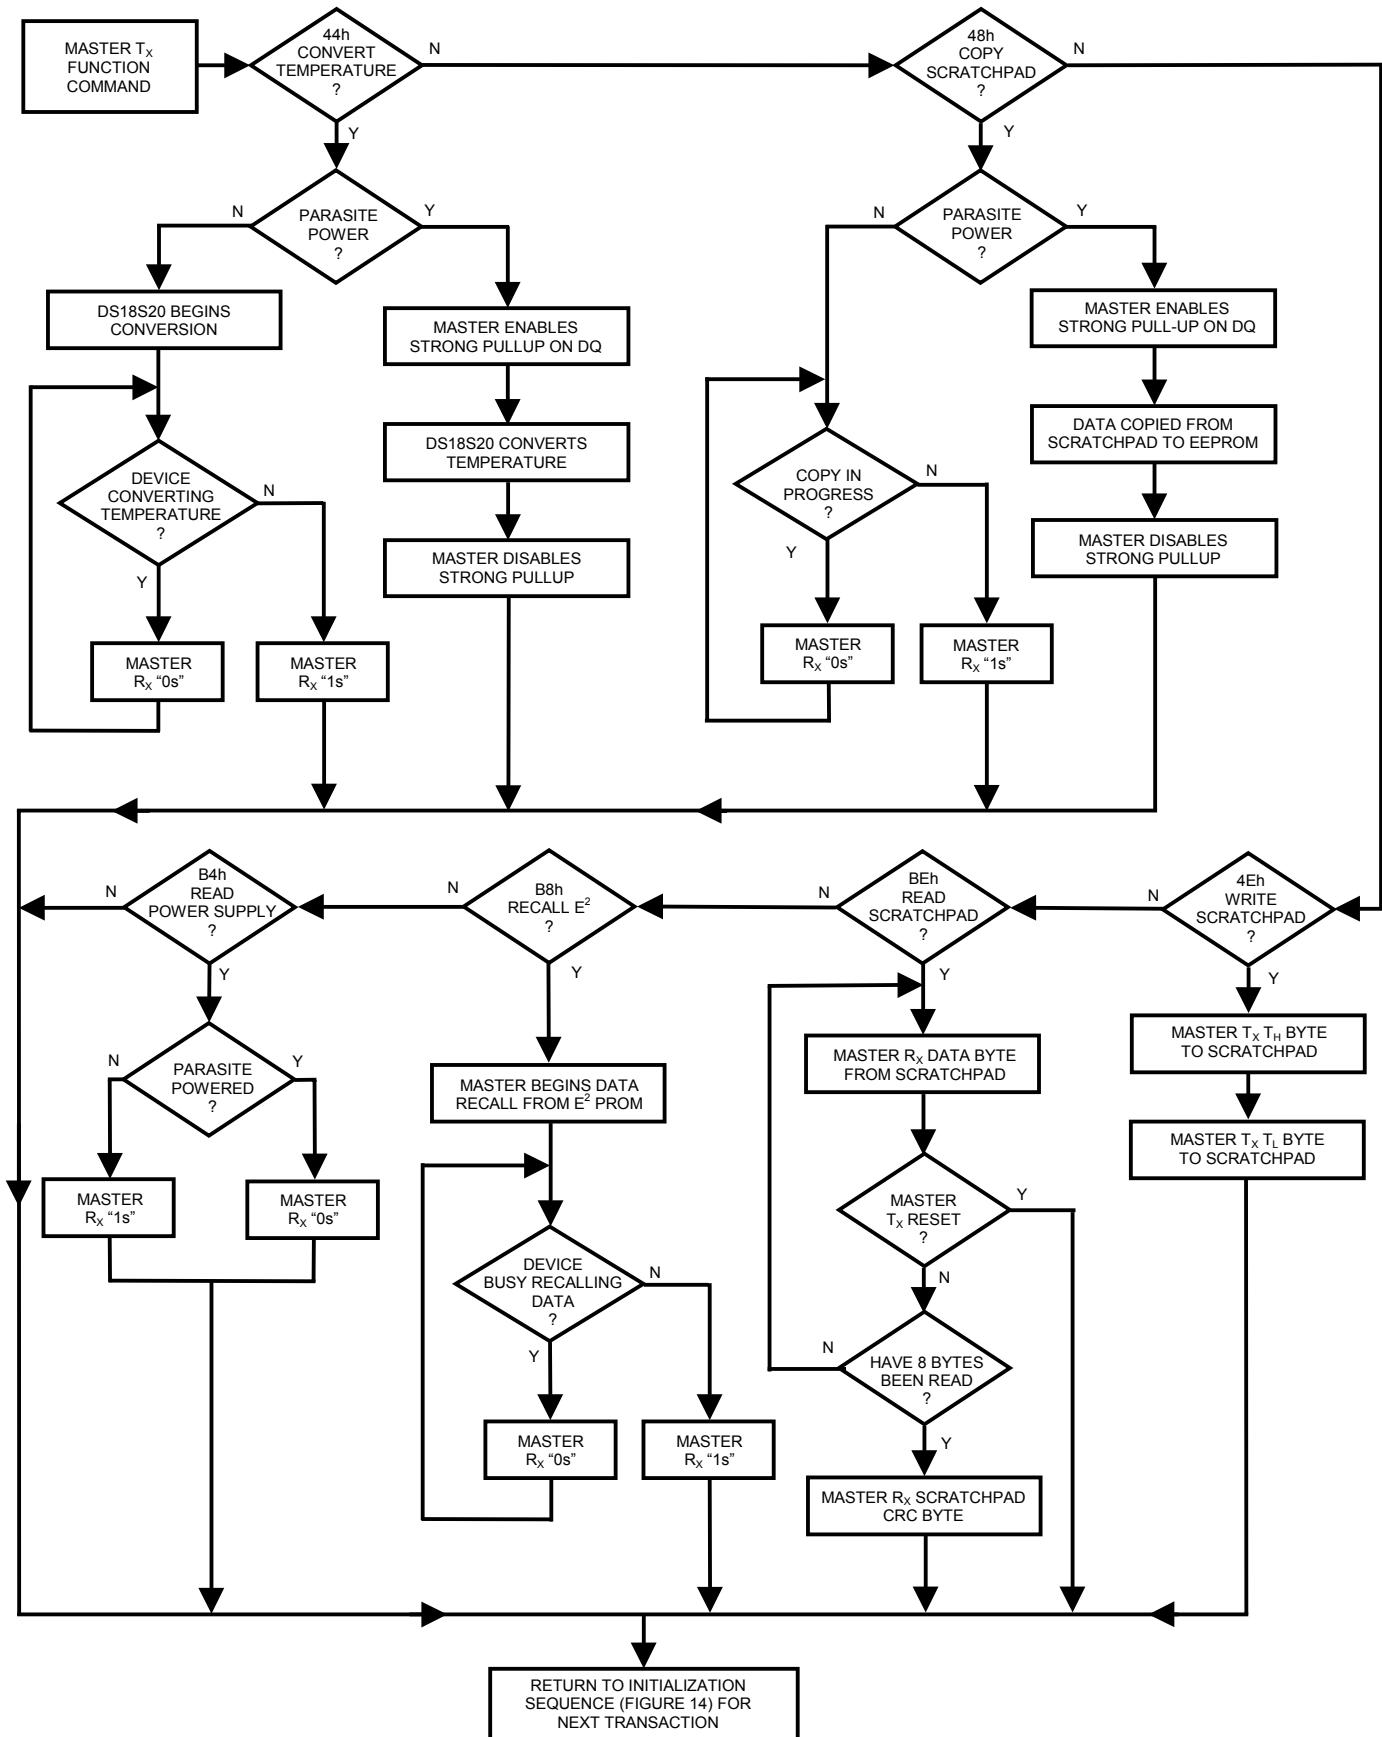 MASTER TX
FUNCTION
COMMAND
44h
CONVERT
TEMPERATURE
?
N
Y
48h
COPY
SCRATCHPAD
?
N
Y
PARASITE
POWER
?
N
Y
PARASITE
POWER
?
N
Y
DS18S20 BEGINS
CONVERSION
MASTER ENABLES
STRONG PULLUP ON DQ
MASTER ENABLES
STRONG PULL-UP ON DQ
DS18S20 CONVERTS
TEMPERATURE
DATA COPIED FROM
SCRATCHPAD TO EEPROM
DEVICE
CONVERTING
TEMPERATURE
?
N
Y
COPY IN
PROGRESS
?
N
Y
MASTER DISABLES
STRONG PULLUP
MASTER DISABLES
STRONG PULLUP
MASTER
RX “0s”
MASTER
RX “1s”
MASTER
RX “0s”
MASTER
RX “1s”
B4h
READ
POWER SUPPLY
?
N
Y
B8h
RECALL E2
?
N
Y
BEh
READ
SCRATCHPAD
?
N
Y
4Eh
WRITE
SCRATCHPAD
?
N
Y
PARASITE
POWERED
?
N
Y
MASTER BEGINS DATA
RECALL FROM E2 PROM
MASTER RX DATA BYTE
FROM SCRATCHPAD
MASTER TX TH BYTE
TO SCRATCHPAD
MASTER TX TL BYTE
TO SCRATCHPAD
MASTER
RX “1s”
MASTER
RX “0s”
MASTER
TX RESET
?
Y
N
DEVICE
BUSY RECALLING
DATA
?
N
Y
HAVE 8 BYTES
BEEN READ
?
N
Y
MASTER
RX “0s”
MASTER
RX “1s”
MASTER RX SCRATCHPAD
CRC BYTE
RETURN TO INITIALIZATION
SEQUENCE (FIGURE 14) FOR
NEXT TRANSACTION